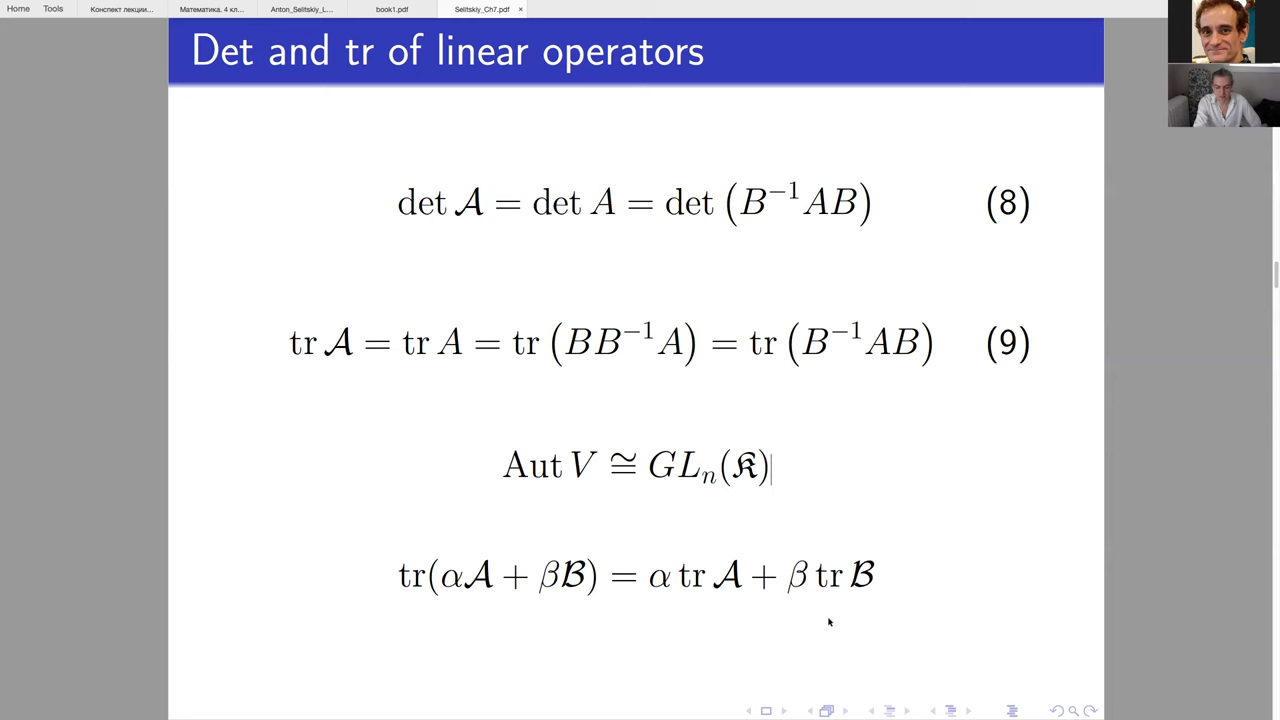 Home Tools Конспект лекции... Математика. 4 кл... Anton_Selitskiy_L... book1.pdf Selitskiy_Ch7.pdf ×
Det and tr of linear operators
det 𝒜 = det A = det (B⁻¹AB) (8)
tr 𝒜 = tr A = tr (BB⁻¹A) = tr (B⁻¹AB) (9)
Aut V ≅ GLₙ(𝕶)
tr(α𝒜 + βℬ) = α tr 𝒜 + β tr ℬ